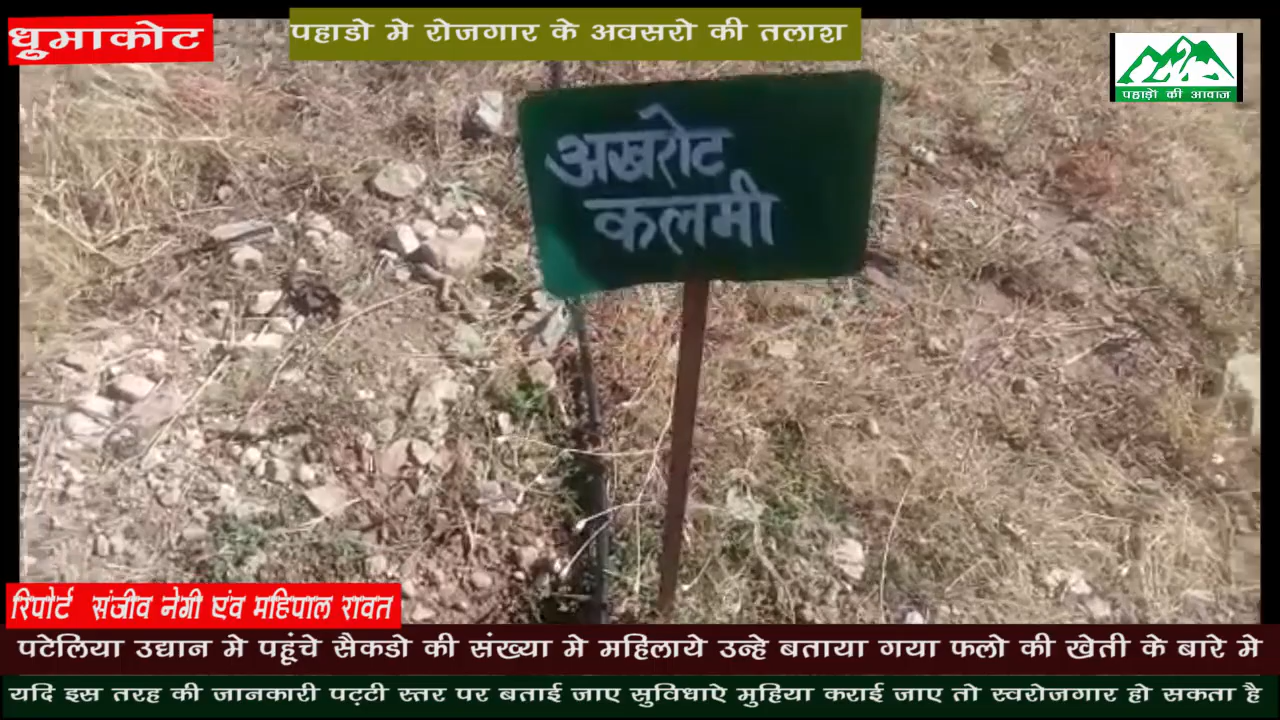 धूमाकोट
पहाडो मे रोजगार के अवसरो की तलाश
पहाड़ो की आवाज
अखरोट
कलमी
रिपोर्ट संजीव नेगी एंव महिपाल रावत
पटेलिया उद्यान मे पहूंचे सैकडो की संख्या मे महिलाये उन्हे बताया गया फलो की खेती के बारे मे
यदि इस तरह की जानकारी पट्टी स्तर पर बताई जाए सुविधाऐ मुहिया कराई जाए तो स्वरोजगार हो सकता है